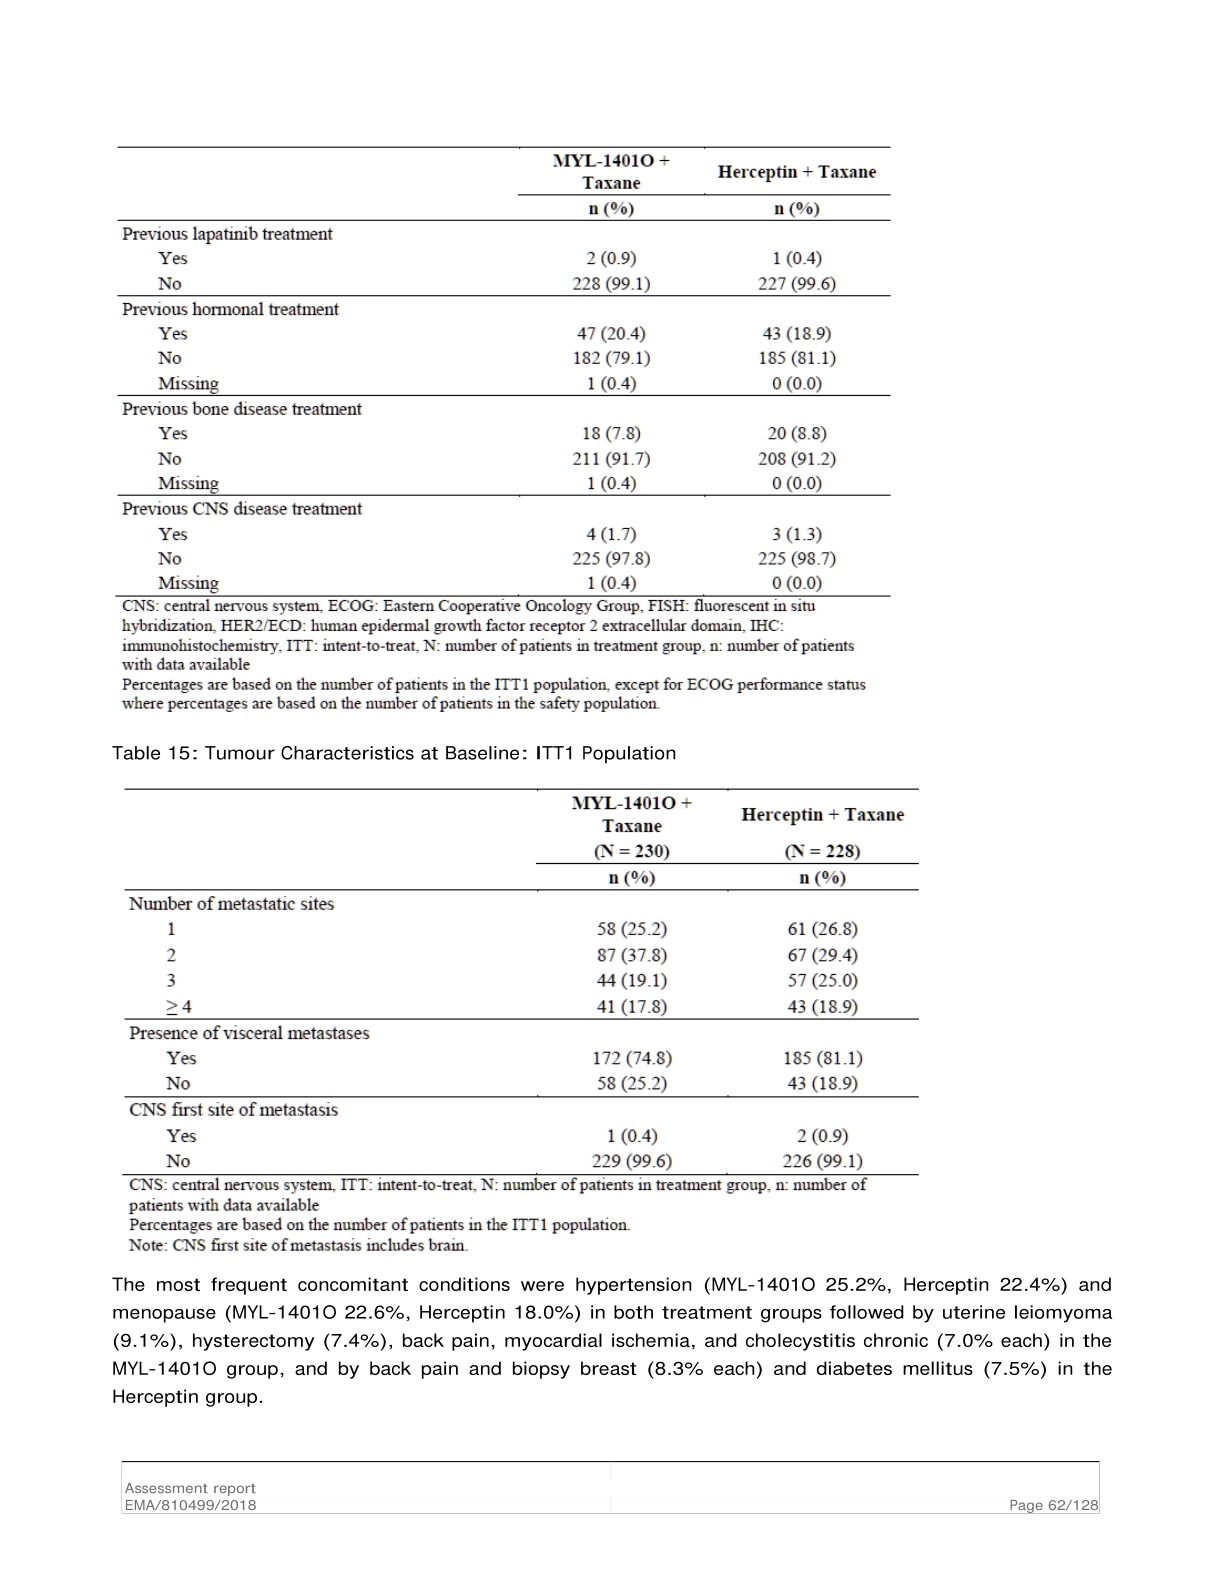 MYL-1401O +
Taxane
Herceptin + Taxane
n (%) n (%)
Previous lapatinib treatment
Yes 2 (0.9) 1 (0.4)
No 228 (99.1) 227 (99.6)
Previous hormonal treatment
Yes 47 (20.4) 43 (18.9)
No 182 (79.1) 185 (81.1)
Missing 1 (0.4) 0 (0.0)
Previous bone disease treatment
Yes 18 (7.8) 20 (8.8)
No 211 (91.7) 208 (91.2)
Missing 1 (0.4) 0 (0.0)
Previous CNS disease treatment
Yes 4 (1.7) 3 (1.3)
No 225 (97.8) 225 (98.7)
Missing 1 (0.4) 0 (0.0)
CNS: central nervous system, ECOG: Eastern Cooperative Oncology Group, FISH: fluorescent in situ
hybridization, HER2/ECD: human epidermal growth factor receptor 2 extracellular domain, IHC:
immunohistochemistry, ITT: intent-to-treat, N: number of patients in treatment group, n: number of patients
with data available
Percentages are based on the number of patients in the ITT1 population, except for ECOG performance status
where percentages are based on the number of patients in the safety population.
Table 15: Tumour Characteristics at Baseline: ITT1 Population
MYL-1401O +
Taxane
Herceptin + Taxane
(N = 230) (N = 228)
n (%) n (%)
Number of metastatic sites
1 58 (25.2) 61 (26.8)
2 87 (37.8) 67 (29.4)
3 44 (19.1) 57 (25.0)
≥ 4 41 (17.8) 43 (18.9)
Presence of visceral metastases
Yes 172 (74.8) 185 (81.1)
No 58 (25.2) 43 (18.9)
CNS first site of metastasis
Yes 1 (0.4) 2 (0.9)
No 229 (99.6) 226 (99.1)
CNS: central nervous system, ITT: intent-to-treat, N: number of patients in treatment group, n: number of
patients with data available
Percentages are based on the number of patients in the ITT1 population.
Note: CNS first site of metastasis includes brain.
The most frequent concomitant conditions were hypertension (MYL-1401O 25.2%, Herceptin 22.4%) and
menopause (MYL-1401O 22.6%, Herceptin 18.0%) in both treatment groups followed by uterine leiomyoma
(9.1%), hysterectomy (7.4%), back pain, myocardial ischemia, and cholecystitis chronic (7.0% each) in the
MYL-1401O group, and by back pain and biopsy breast (8.3% each) and diabetes mellitus (7.5%) in the
Herceptin group.
Assessment report
EMA/810499/2018 Page 62/128